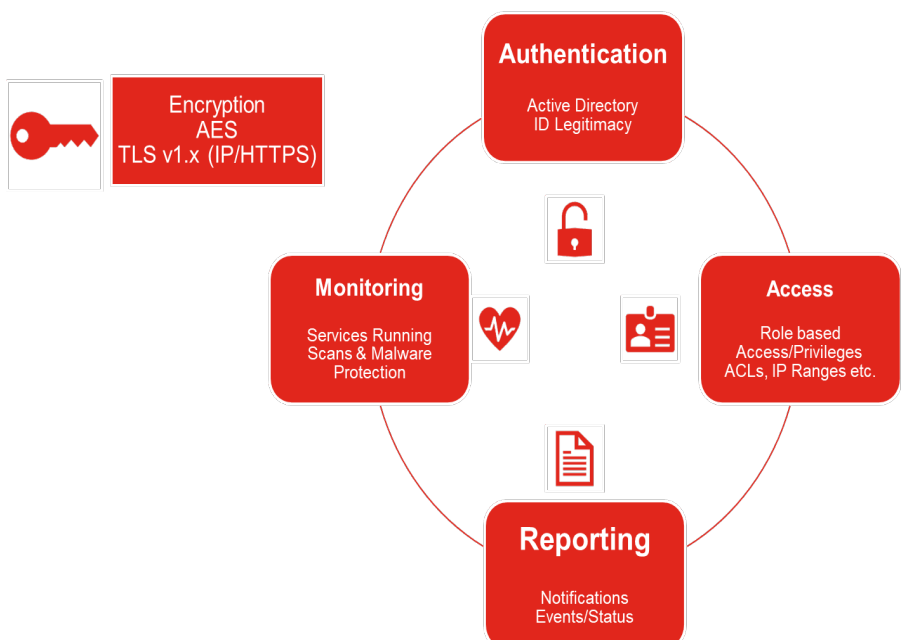 Authentication
Active Directory
ID Legitimacy
Encryption
AES
TLS v1.x (IP/HTTPS)
Monitoring
Services Running
Scans & Malware
Protection
Access
Role based
Access/Privileges
ACLs, IP Ranges etc.
Reporting
Notifications
Events/Status